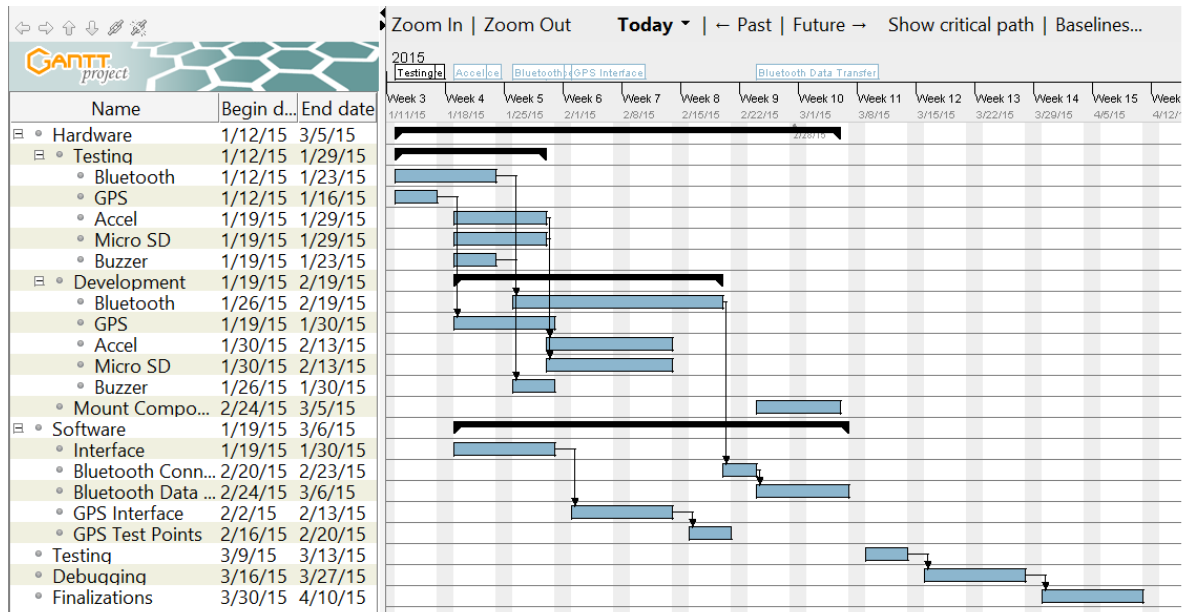 Zoom In | Zoom Out Today | ← Past | Future → Show critical path | Baselines...
GANTT project
2015
Testing Accel Bluetooth GPS Interface Bluetooth Data Transfer
Name Begin d... End date
Week 3 Week 4 Week 5 Week 6 Week 7 Week 8 Week 9 Week 10 Week 11 Week 12 Week 13 Week 14 Week 15 Week
1/11/15 1/18/15 1/25/15 2/1/15 2/8/15 2/15/15 2/22/15 3/1/15 3/8/15 3/15/15 3/22/15 3/29/15 4/5/15 4/12/
2/28/15
Hardware 1/12/15 3/5/15
Testing 1/12/15 1/29/15
Bluetooth 1/12/15 1/23/15
GPS 1/12/15 1/16/15
Accel 1/19/15 1/29/15
Micro SD 1/19/15 1/29/15
Buzzer 1/19/15 1/23/15
Development 1/19/15 2/19/15
Bluetooth 1/26/15 2/19/15
GPS 1/19/15 1/30/15
Accel 1/30/15 2/13/15
Micro SD 1/30/15 2/13/15
Buzzer 1/26/15 1/30/15
Mount Compo... 2/24/15 3/5/15
Software 1/19/15 3/6/15
Interface 1/19/15 1/30/15
Bluetooth Conn... 2/20/15 2/23/15
Bluetooth Data ... 2/24/15 3/6/15
GPS Interface 2/2/15 2/13/15
GPS Test Points 2/16/15 2/20/15
Testing 3/9/15 3/13/15
Debugging 3/16/15 3/27/15
Finalizations 3/30/15 4/10/15